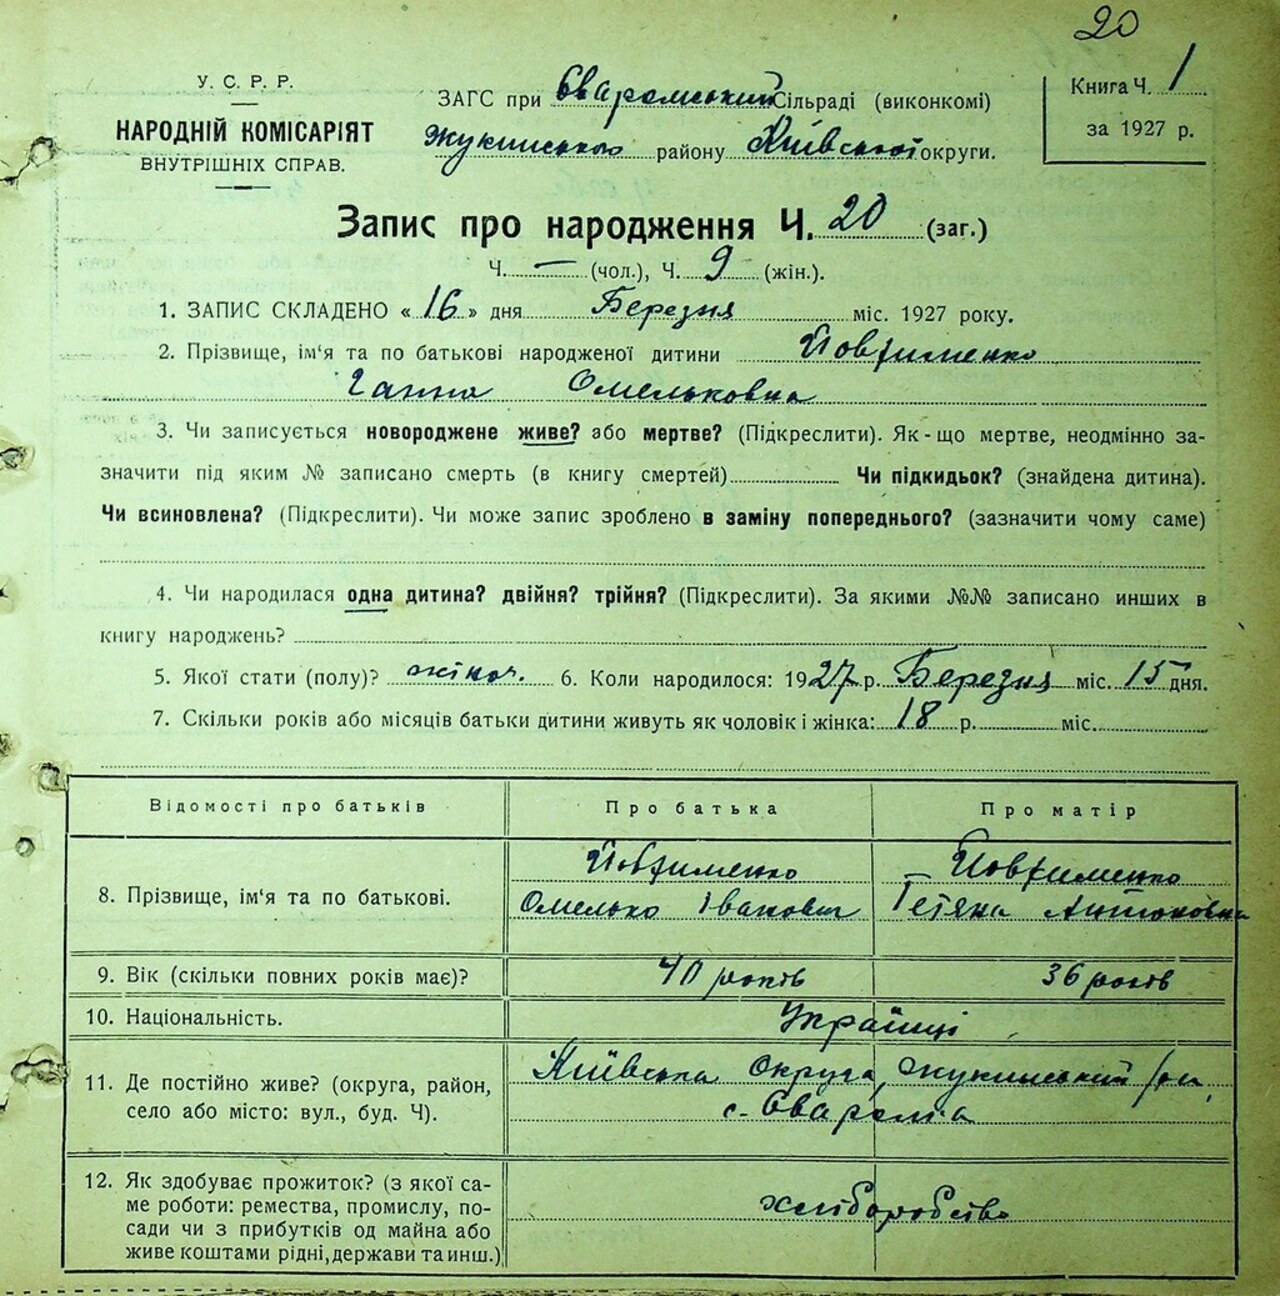 20
У. С. Р. Р.
НАРОДНІЙ КОМІСАРІЯТ
ВНУТРІШНІХ СПРАВ.
ЗАГС при Сваромський Сільраді (виконкомі)
Жукинського району Київської округи.
Книга Ч. 1
за 1927 р.
Запис про народження Ч. 20 (заг.)
Ч. — (чол.), Ч. 9 (жін.).
1. ЗАПИС СКЛАДЕНО « 16 » дня Березня міс. 1927 року.
2. Прізвище, ім‘я та по батькові народженої дитини Йовфименко
Ганна Омельковна
3. Чи записується новороджене живе? або мертве? (Підкреслити). Як-що мертве, неодмінно за-
значити під яким № записано смерть (в книгу смертей) Чи підкидьок? (знайдена дитина).
Чи всиновлена? (Підкреслити). Чи може запис зроблено в заміну попереднього? (зазначити чому саме)
4. Чи народилася одна дитина? двійня? трійня? (Підкреслити). За якими №№ записано инших в
книгу народжень?
5. Якої стати (полу)? жіноч. 6. Коли народилося: 1927 р. Березня міс. 15 дня.
7. Скільки років або місяців батьки дитини живуть як чоловік і жінка: 18 р. міс.
Відомості про батьків Про батька Про матір
8. Прізвище, ім‘я та по батькові. Йовфименко Омелько Іванович Йовфименко Тетяна Антоновна
9. Вік (скільки повних років має)? 40 років 36 років
10. Національність. Українці
11. Де постійно живе? (округа, район, Київська округа, Жукинський р/он,
село або місто: вул., буд. Ч). с. Сваромʼя
12. Як здобуває прожиток? (з якої са-
ме роботи: ремества, промислу, по- хліборобство
сади чи з прибутків од майна або
живе коштами рідні, держави та инш.)